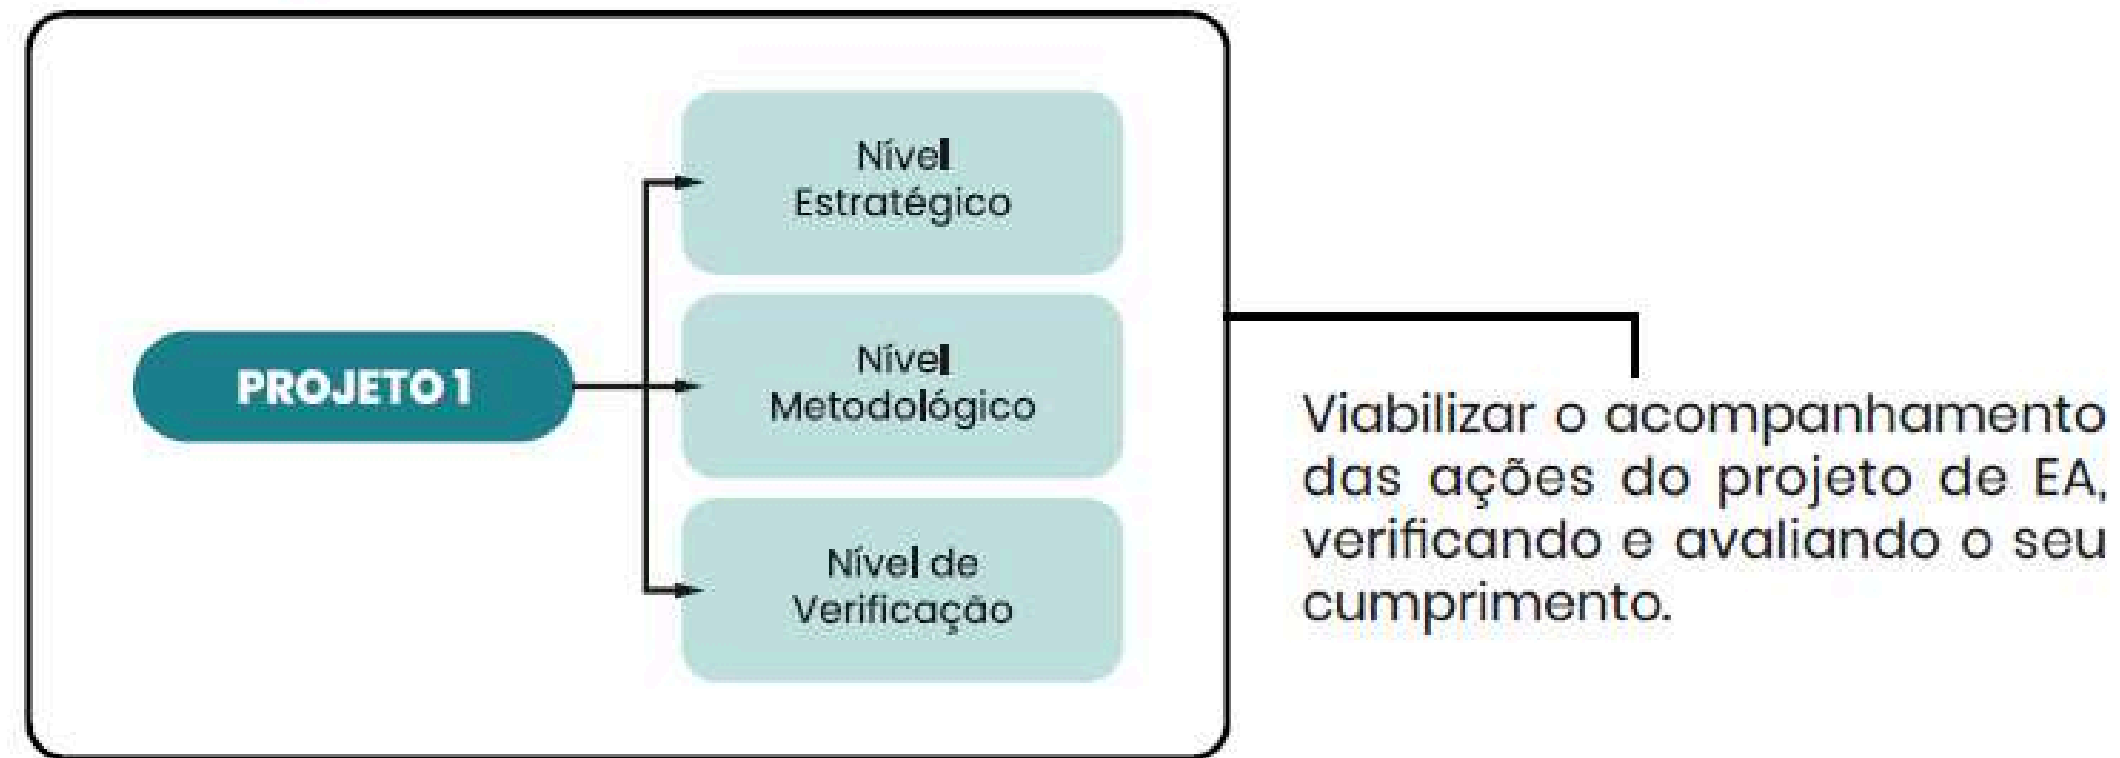 Nível
Estratégico
PROJETO 1
Nível
Metodológico
Nível de
Verificação
Viabilizar o acompanhamento
das ações do projeto de EA,
verificando e avaliando o seu
cumprimento.